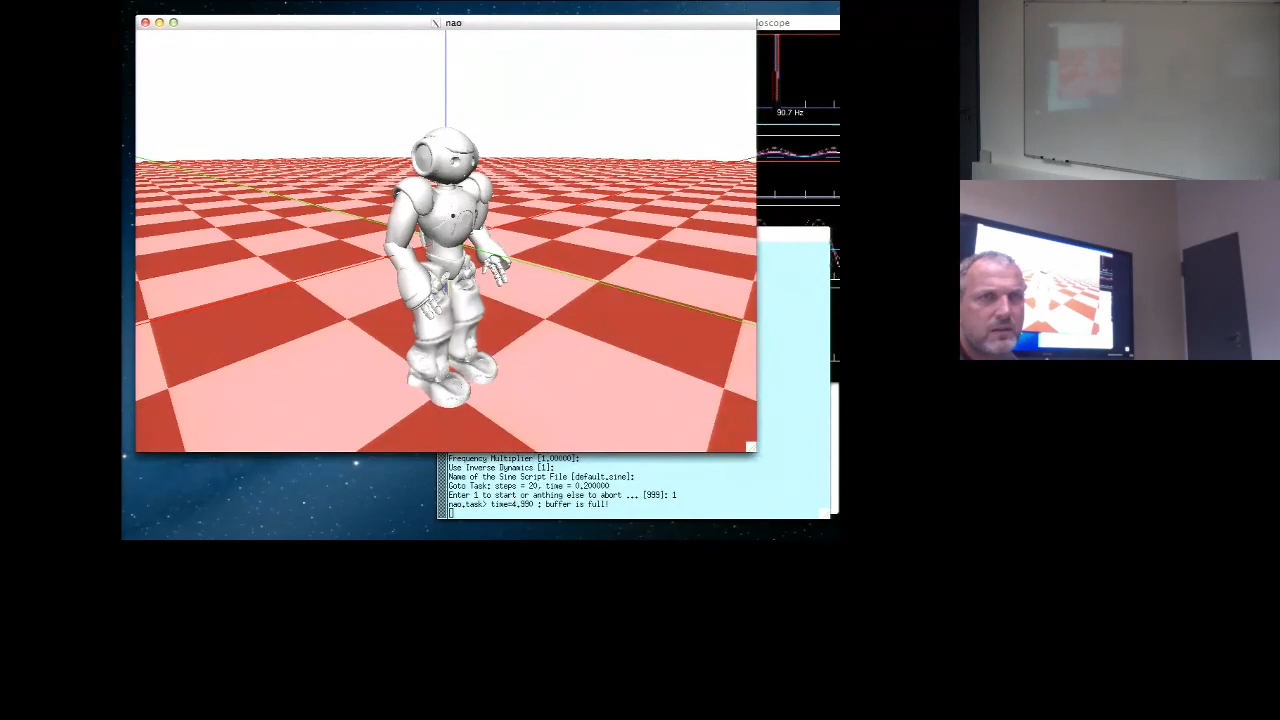 nao
oscope
90.7 Hz
Frequency Multiplier [1.00000]:
Use Inverse Dynamics [1]:
Name of the Sine Script File [default.sine]:
Goto Task: steps = 20, time = 0.200000
Enter 1 to start or anthing else to abort ... [999]: 1
nao.task> time=4.990 : buffer is full!